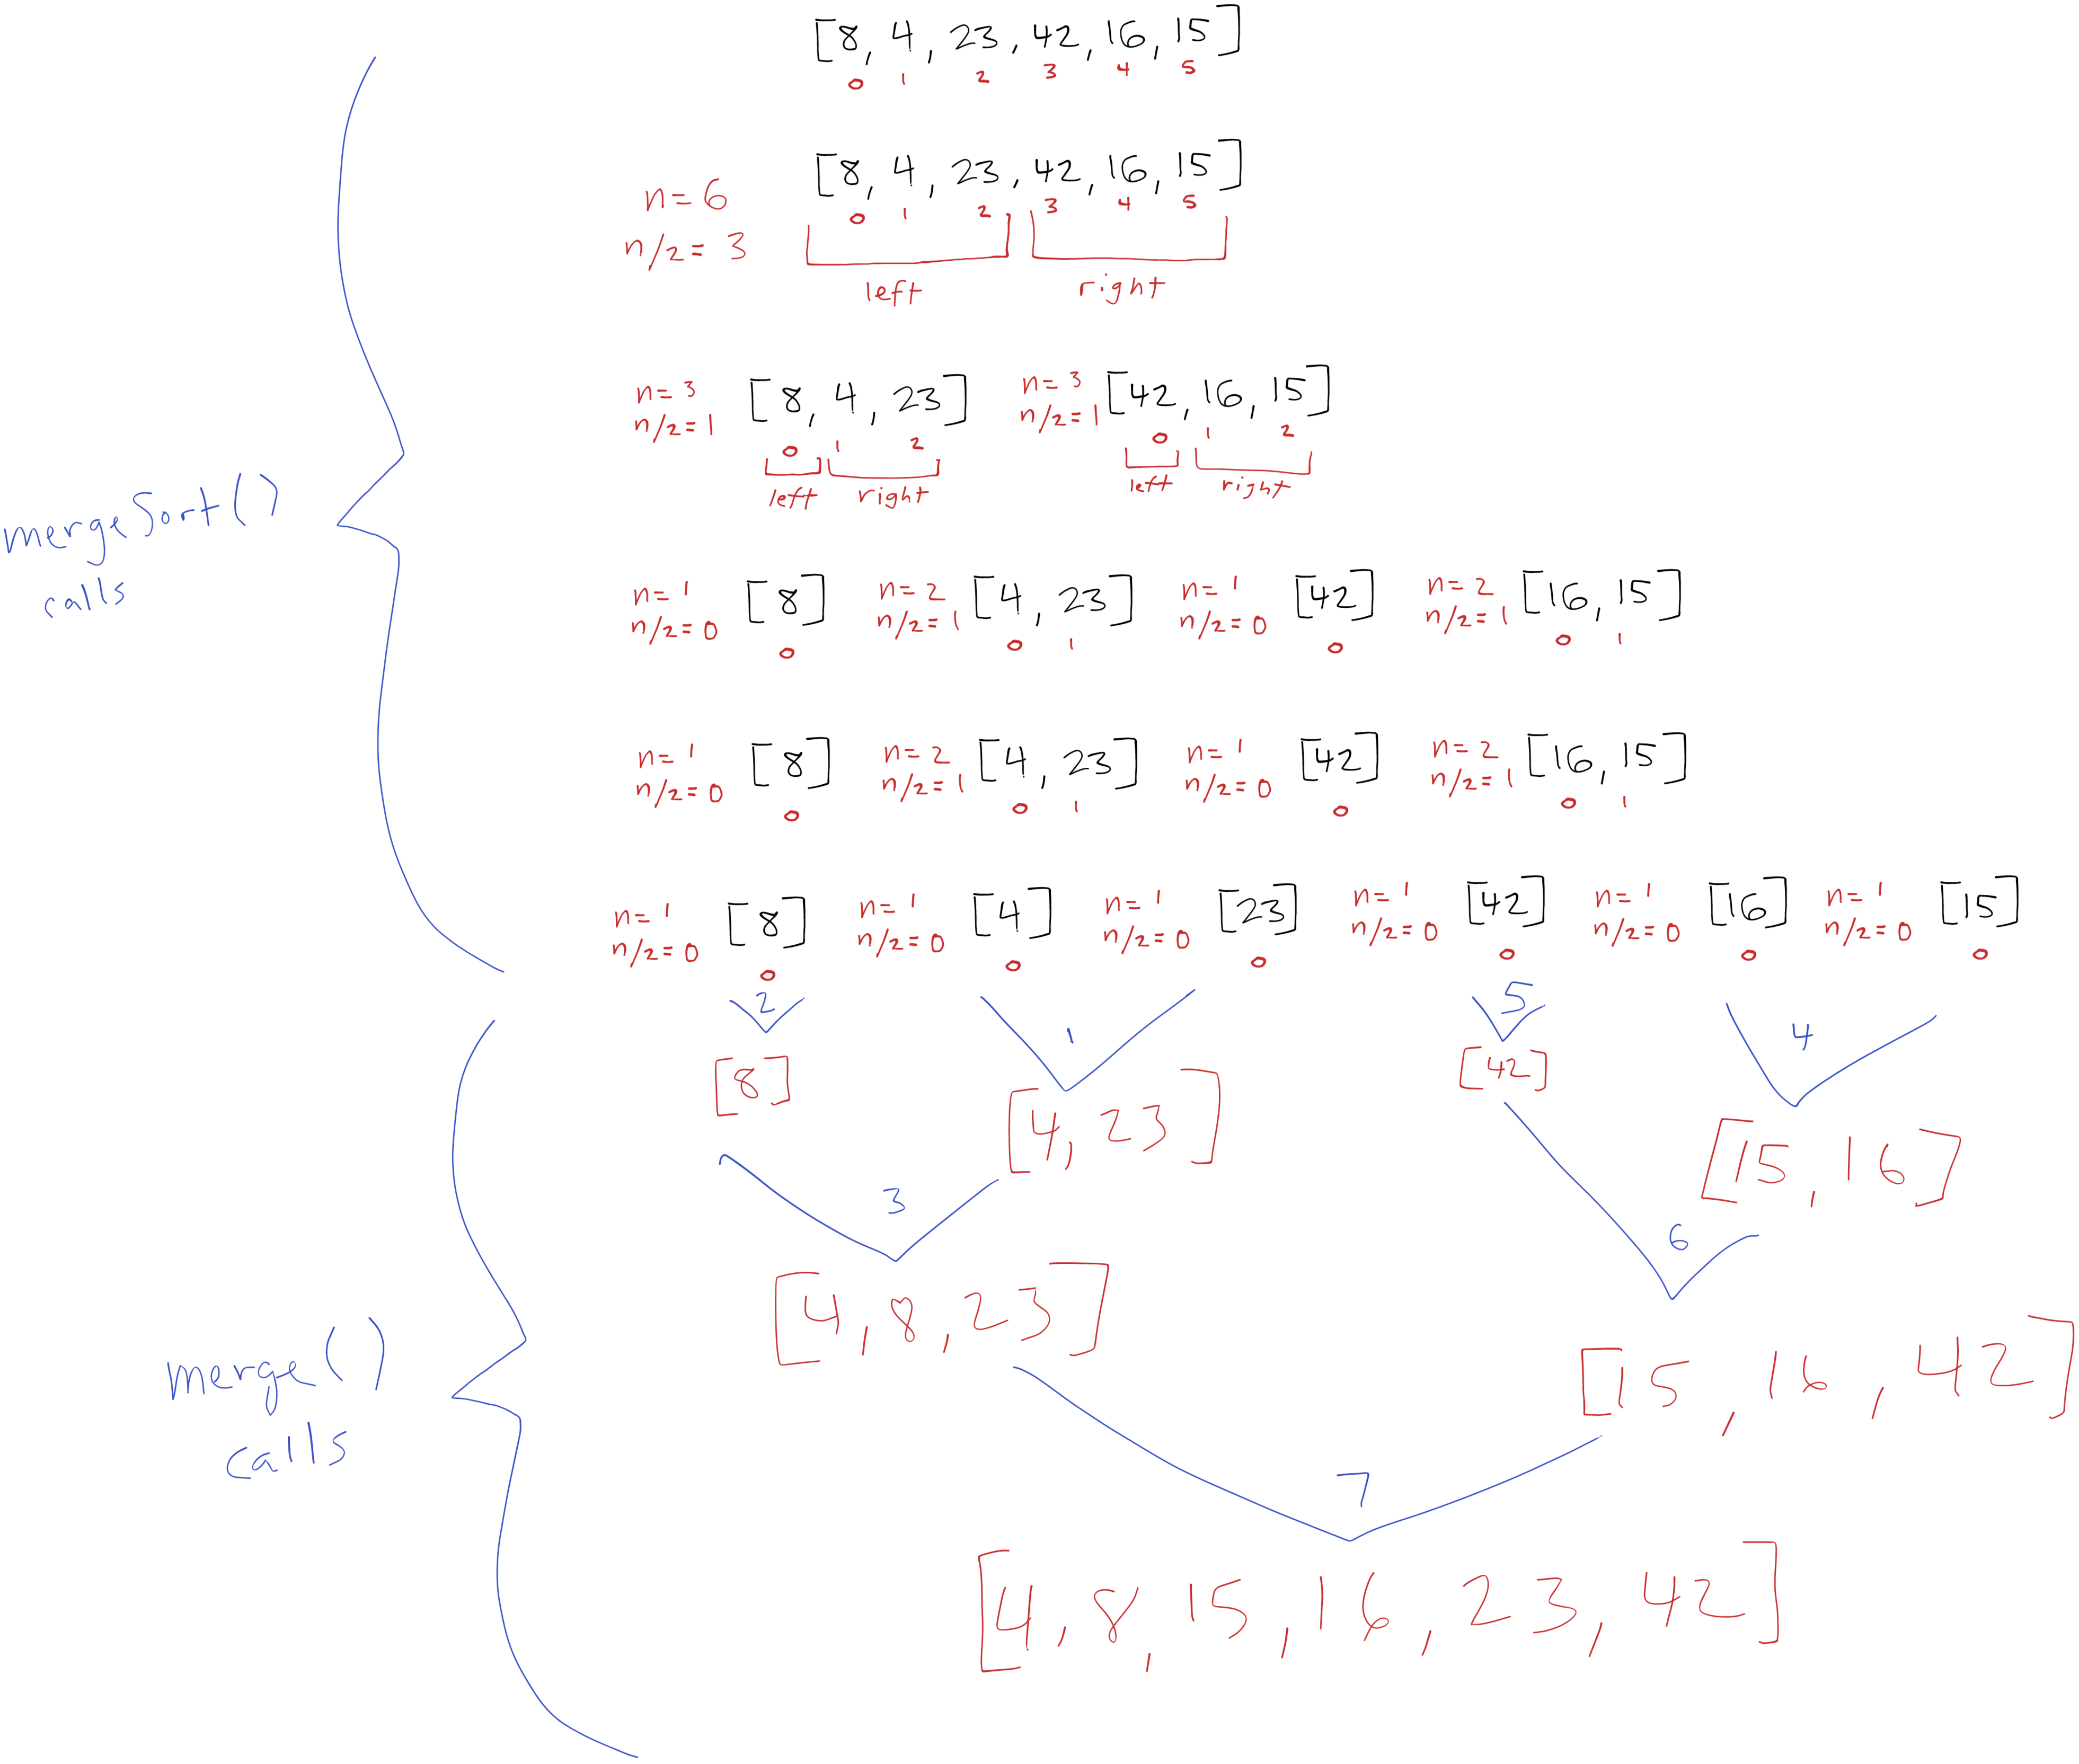 [8, 4, 23, 42, 16, 15]
0 1 2 3 4 5
[8, 4, 23, 42, 16, 15]
n=6
0 1 2 3 4 5
n/2= 3
left right
n=3 [8, 4, 23] n=3 [42, 16, 15]
n/2=1 n/2=1
0 1 2 0 1 2
left right left right
mergeSort()
calls
n=1 [8] n=2 [4, 23] n=1 [42] n=2 [16, 15]
n/2=0 n/2=1 n/2=0 n/2=1
0 0 1 0 0 1
n=1 [8] n=2 [4, 23] n=1 [42] n=2 [16, 15]
n/2=0 n/2=1 n/2=0 n/2=1
0 0 1 0 0 1
n=1 [8] n=1 [4] n=1 [23] n=1 [42] n=1 [16] n=1 [15]
n/2=0 n/2=0 n/2=0 n/2=0 n/2=0 n/2=0
0 0 0 0 0 0
2 1 5 4
[8] [4, 23] [42] [15, 16]
3 6
[4, 8, 23] [15, 16, 42]
merge()
calls
7
[4, 8, 15, 16, 23, 42]